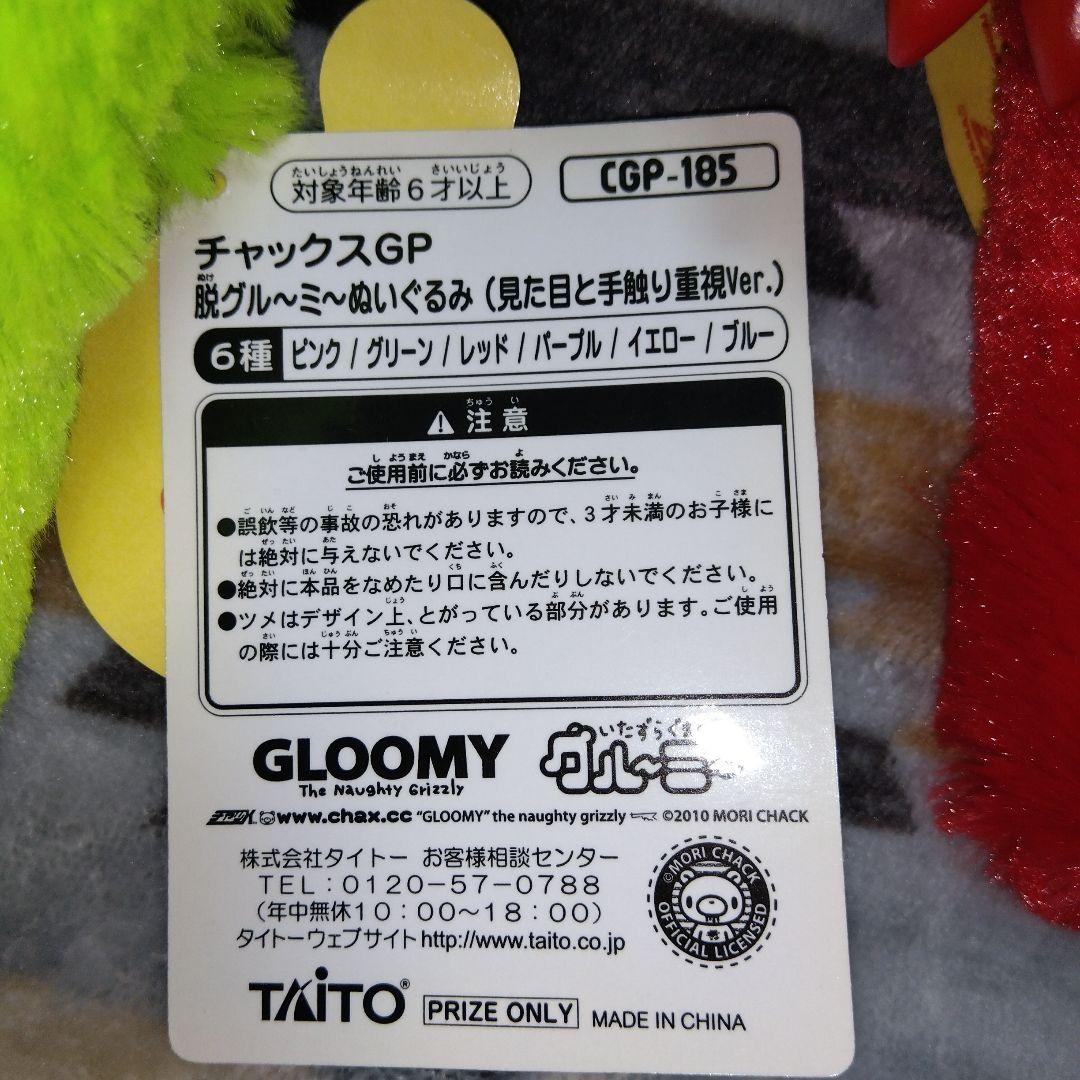 たいしょうねんれい さいいじょう
対象年齢6才以上
CGP-185
チャックスGP
ぬけ
脱グル～ミ～ぬいぐるみ（見た目と手触り重視Ver.）
6種 ピンク / グリーン / レッド / パープル / イエロー / ブルー
ちゅう い
⚠ 注意
し よう まえ かなら よ
ご使用前に必ずお読みください。
ご いん など じ こ おそ さい み まん こ さま
●誤飲等の事故の恐れがありますので、3才未満のお子様に
ぜっ たい あた
は絶対に与えないでください。
ぜっ たい ほん ひん くち ふく
●絶対に本品をなめたり口に含んだりしないでください。
じょう ぶ ぶん し よう
●ツメはデザイン上、とがっている部分があります。ご使用
さい じゅう ぶん ちゅう い
の際には十分ご注意ください。
GLOOMY
The Naughty Grizzly
いたずらぐま
グル～ミ～
チャックス www.chax.cc "GLOOMY" the naughty grizzly ©2010 MORI CHACK
株式会社タイトー お客様相談センター
TEL：0120-57-0788
（年中無休10：00～18：00）
タイトーウェブサイト http://www.taito.co.jp
©MORI CHACK
OFFICIAL LICENSED
TAITO®
PRIZE ONLY
MADE IN CHINA